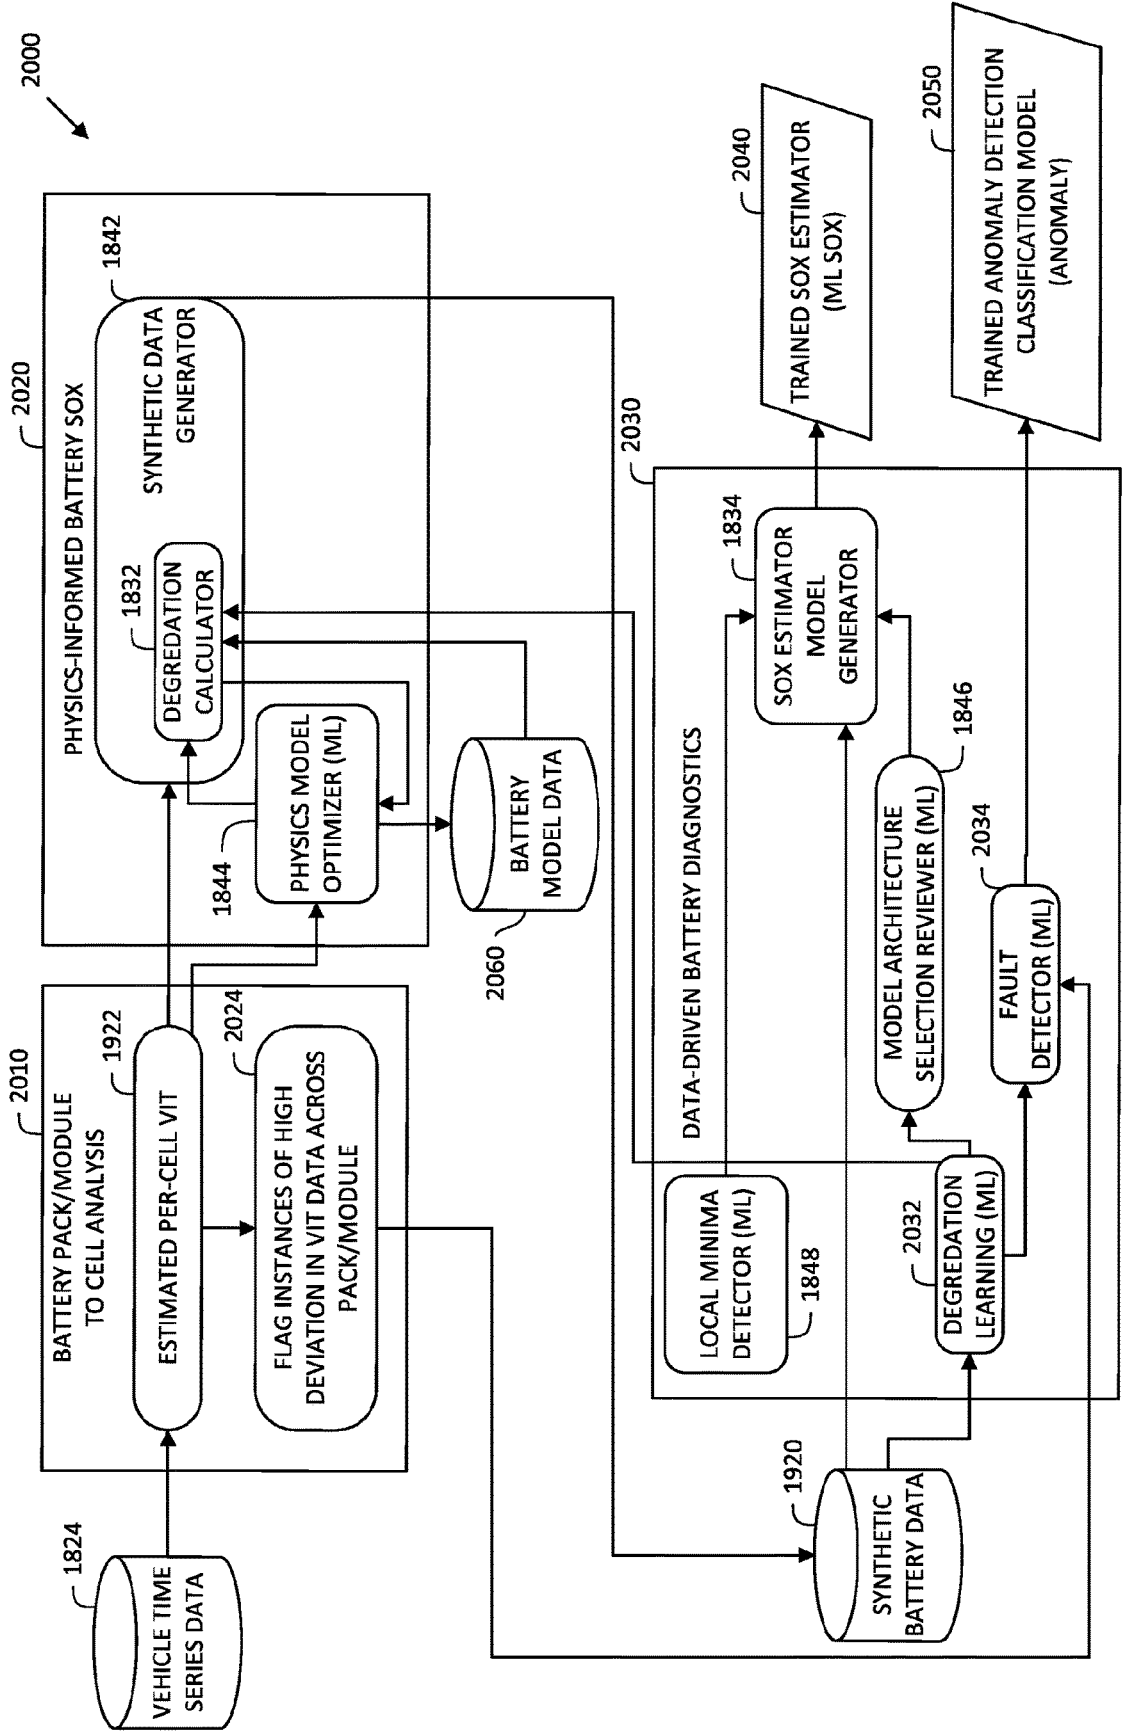 2000
1824
VEHICLE TIME
SERIES DATA
2010
BATTERY PACK/MODULE
TO CELL ANALYSIS
1922
ESTIMATED PER-CELL VIT
2024
FLAG INSTANCES OF HIGH
DEVIATION IN VIT DATA ACROSS
PACK/MODULE
2020
PHYSICS-INFORMED BATTERY SOX
1842
SYNTHETIC DATA
GENERATOR
1832
DEGREDATION
CALCULATOR
1844
PHYSICS MODEL
OPTIMIZER (ML)
2060
BATTERY
MODEL DATA
2030
DATA-DRIVEN BATTERY DIAGNOSTICS
LOCAL MINIMA
DETECTOR (ML)
1848
1834
SOX ESTIMATOR
MODEL
GENERATOR
2040
TRAINED SOX ESTIMATOR
(ML SOX)
1920
SYNTHETIC
BATTERY DATA
2032
DEGREDATION
LEARNING (ML)
1846
MODEL ARCHITECTURE
SELECTION REVIEWER (ML)
2034
FAULT
DETECTOR (ML)
2050
TRAINED ANOMALY DETECTION
CLASSIFICATION MODEL
(ANOMALY)